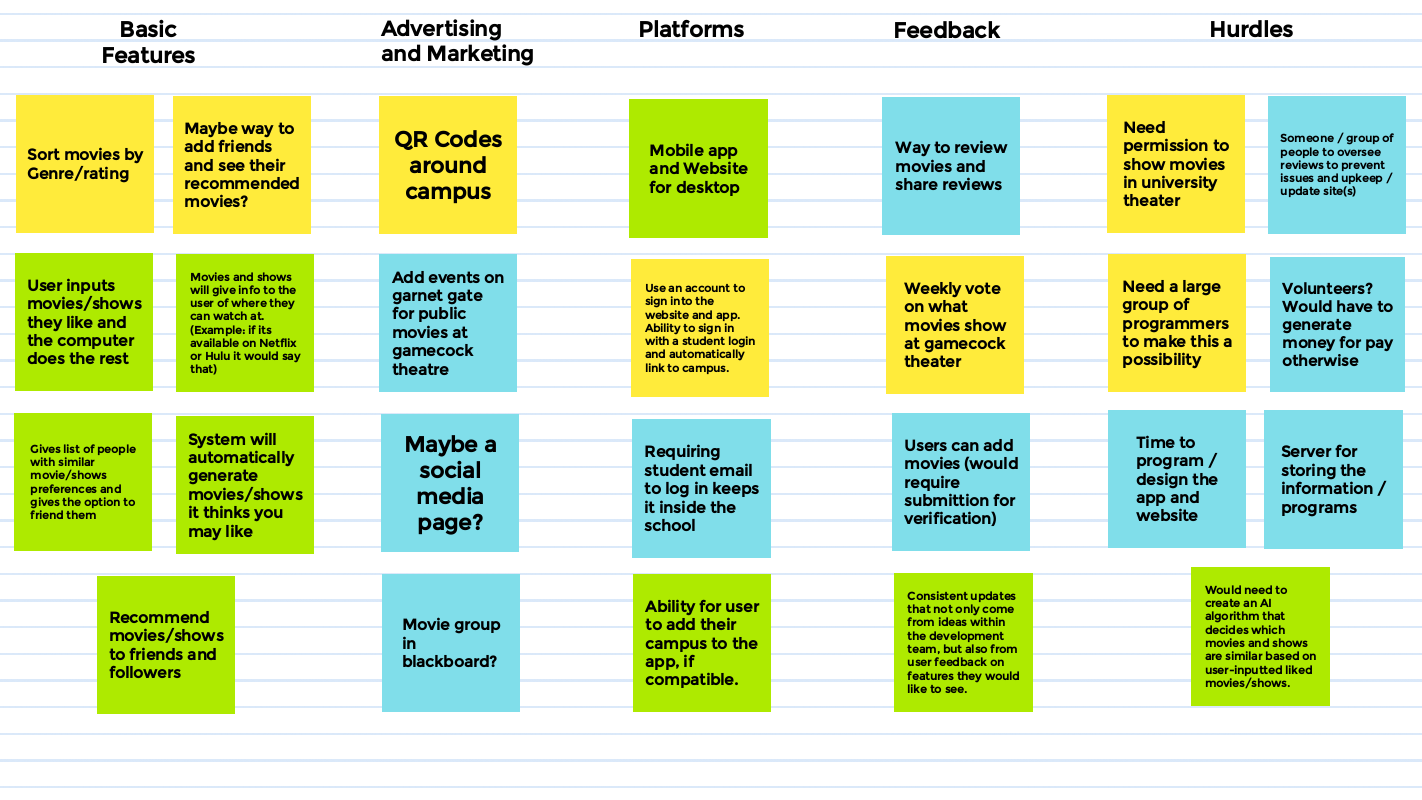 Basic
Features
Sort movies by
Genre/rating
Maybe way to
add friends
and see their
recommended
movies?
User inputs
movies/shows
they like and
the computer
does the rest
Movies and shows
will give info to the
user of where they
can watch at.
(Example: if its
available on Netflix
or Hulu it would say
that)
Gives list of people
with similar
movie/shows
preferences and
gives the option to
friend them
System will
automatically
generate
movies/shows
it thinks you
may like
Recommend
movies/shows
to friends and
followers
Advertising
and Marketing
QR Codes
around
campus
Add events on
garnet gate
for public
movies at
gamecock
theatre
Maybe a
social
media
page?
Movie group
in
blackboard?
Platforms
Mobile app
and Website
for desktop
Use an account to
sign into the
website and app.
Ability to sign in
with a student login
and automatically
link to campus.
Requiring
student email
to log in keeps
it inside the
school
Ability for user
to add their
campus to the
app, if
compatible.
Feedback
Way to review
movies and
share reviews
Weekly vote
on what
movies show
at gamecock
theater
Users can add
movies (would
require
submittion for
verification)
Consistent updates
that not only come
from ideas within
the development
team, but also from
user feedback on
features they would
like to see.
Hurdles
Need
permission to
show movies
in university
theater
Someone / group of
people to oversee
reviews to prevent
issues and upkeep /
update site(s)
Need a large
group of
programmers
to make this a
possibility
Volunteers?
Would have to
generate
money for pay
otherwise
Time to
program /
design the
app and
website
Server for
storing the
information /
programs
Would need to
create an AI
algorithm that
decides which
movies and shows
are similar based on
user-inputted liked
movies/shows.